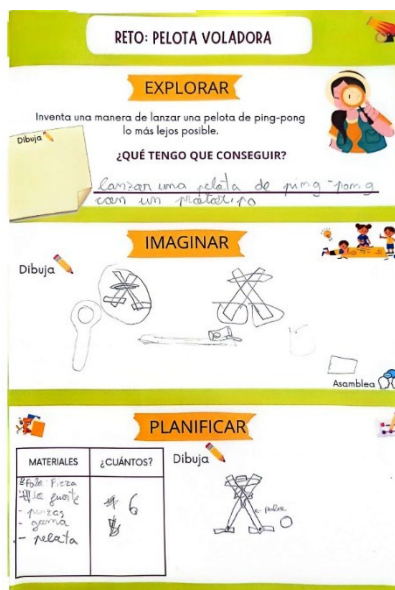 RETO: PELOTA VOLADORA
EXPLORAR
Inventa una manera de lanzar una pelota de ping-pong
lo más lejos posible.
Dibuja
¿QUÉ TENGO QUE CONSEGUIR?
lanzar una pelota de ping-pong
con un prototipo
IMAGINAR
Dibuja
Asamblea
PLANIFICAR
MATERIALES
¿CUÁNTOS?
Dibuja
6
- pinzas
- goma
- pelota